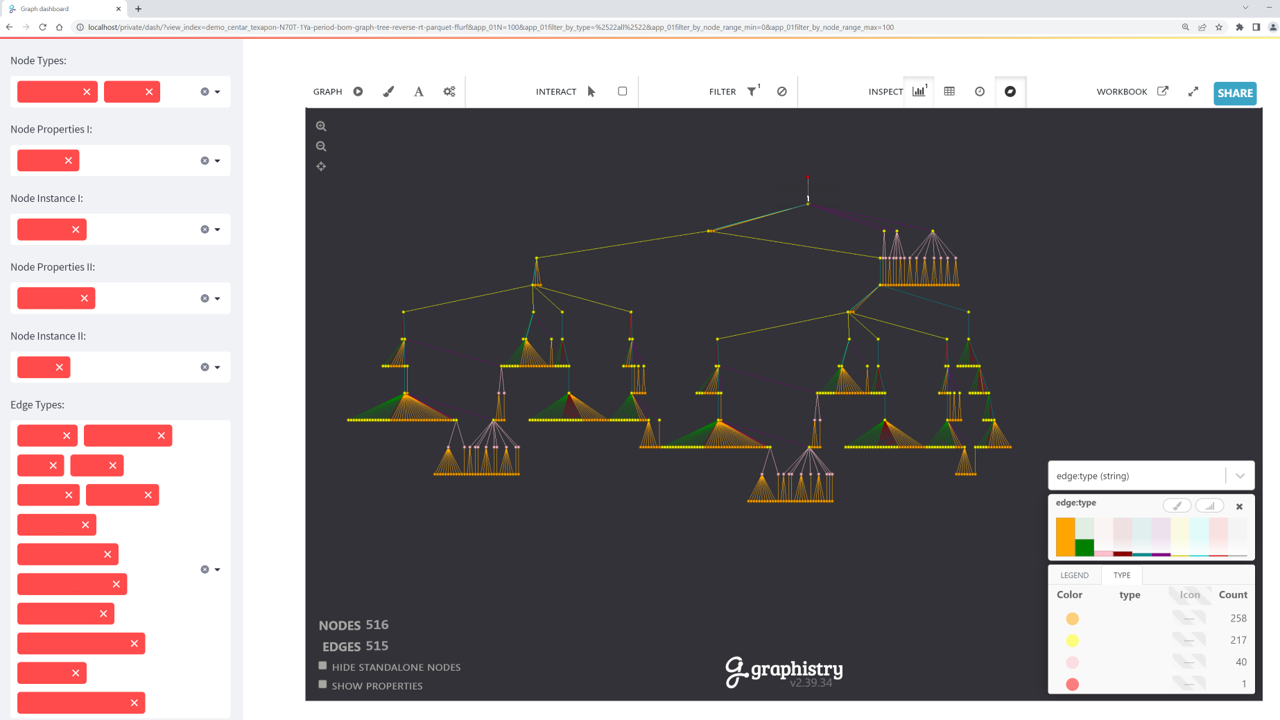 Graph dashboard
localhost/private/dash/?view_index=demo_centar_texapon-N70T-1Ya-period-bom-graph-tree-reverse-rt-parquet-ffurf&app_01N=100&app_01filter_by_type=%2522all%2522&app_01filter_by_node_range_min=0&app_01filter_by_node_range_max=100
Node Types:
Node Properties I:
Node Instance I:
Node Properties II:
Node Instance II:
Edge Types:
GRAPH
INTERACT
FILTER
1
INSPECT
1
WORKBOOK
SHARE
1
edge:type (string)
edge:type
LEGEND
TYPE
Color type Icon Count
258
217
40
1
NODES 516
EDGES 515
HIDE STANDALONE NODES
SHOW PROPERTIES
graphistry
v2.39.34